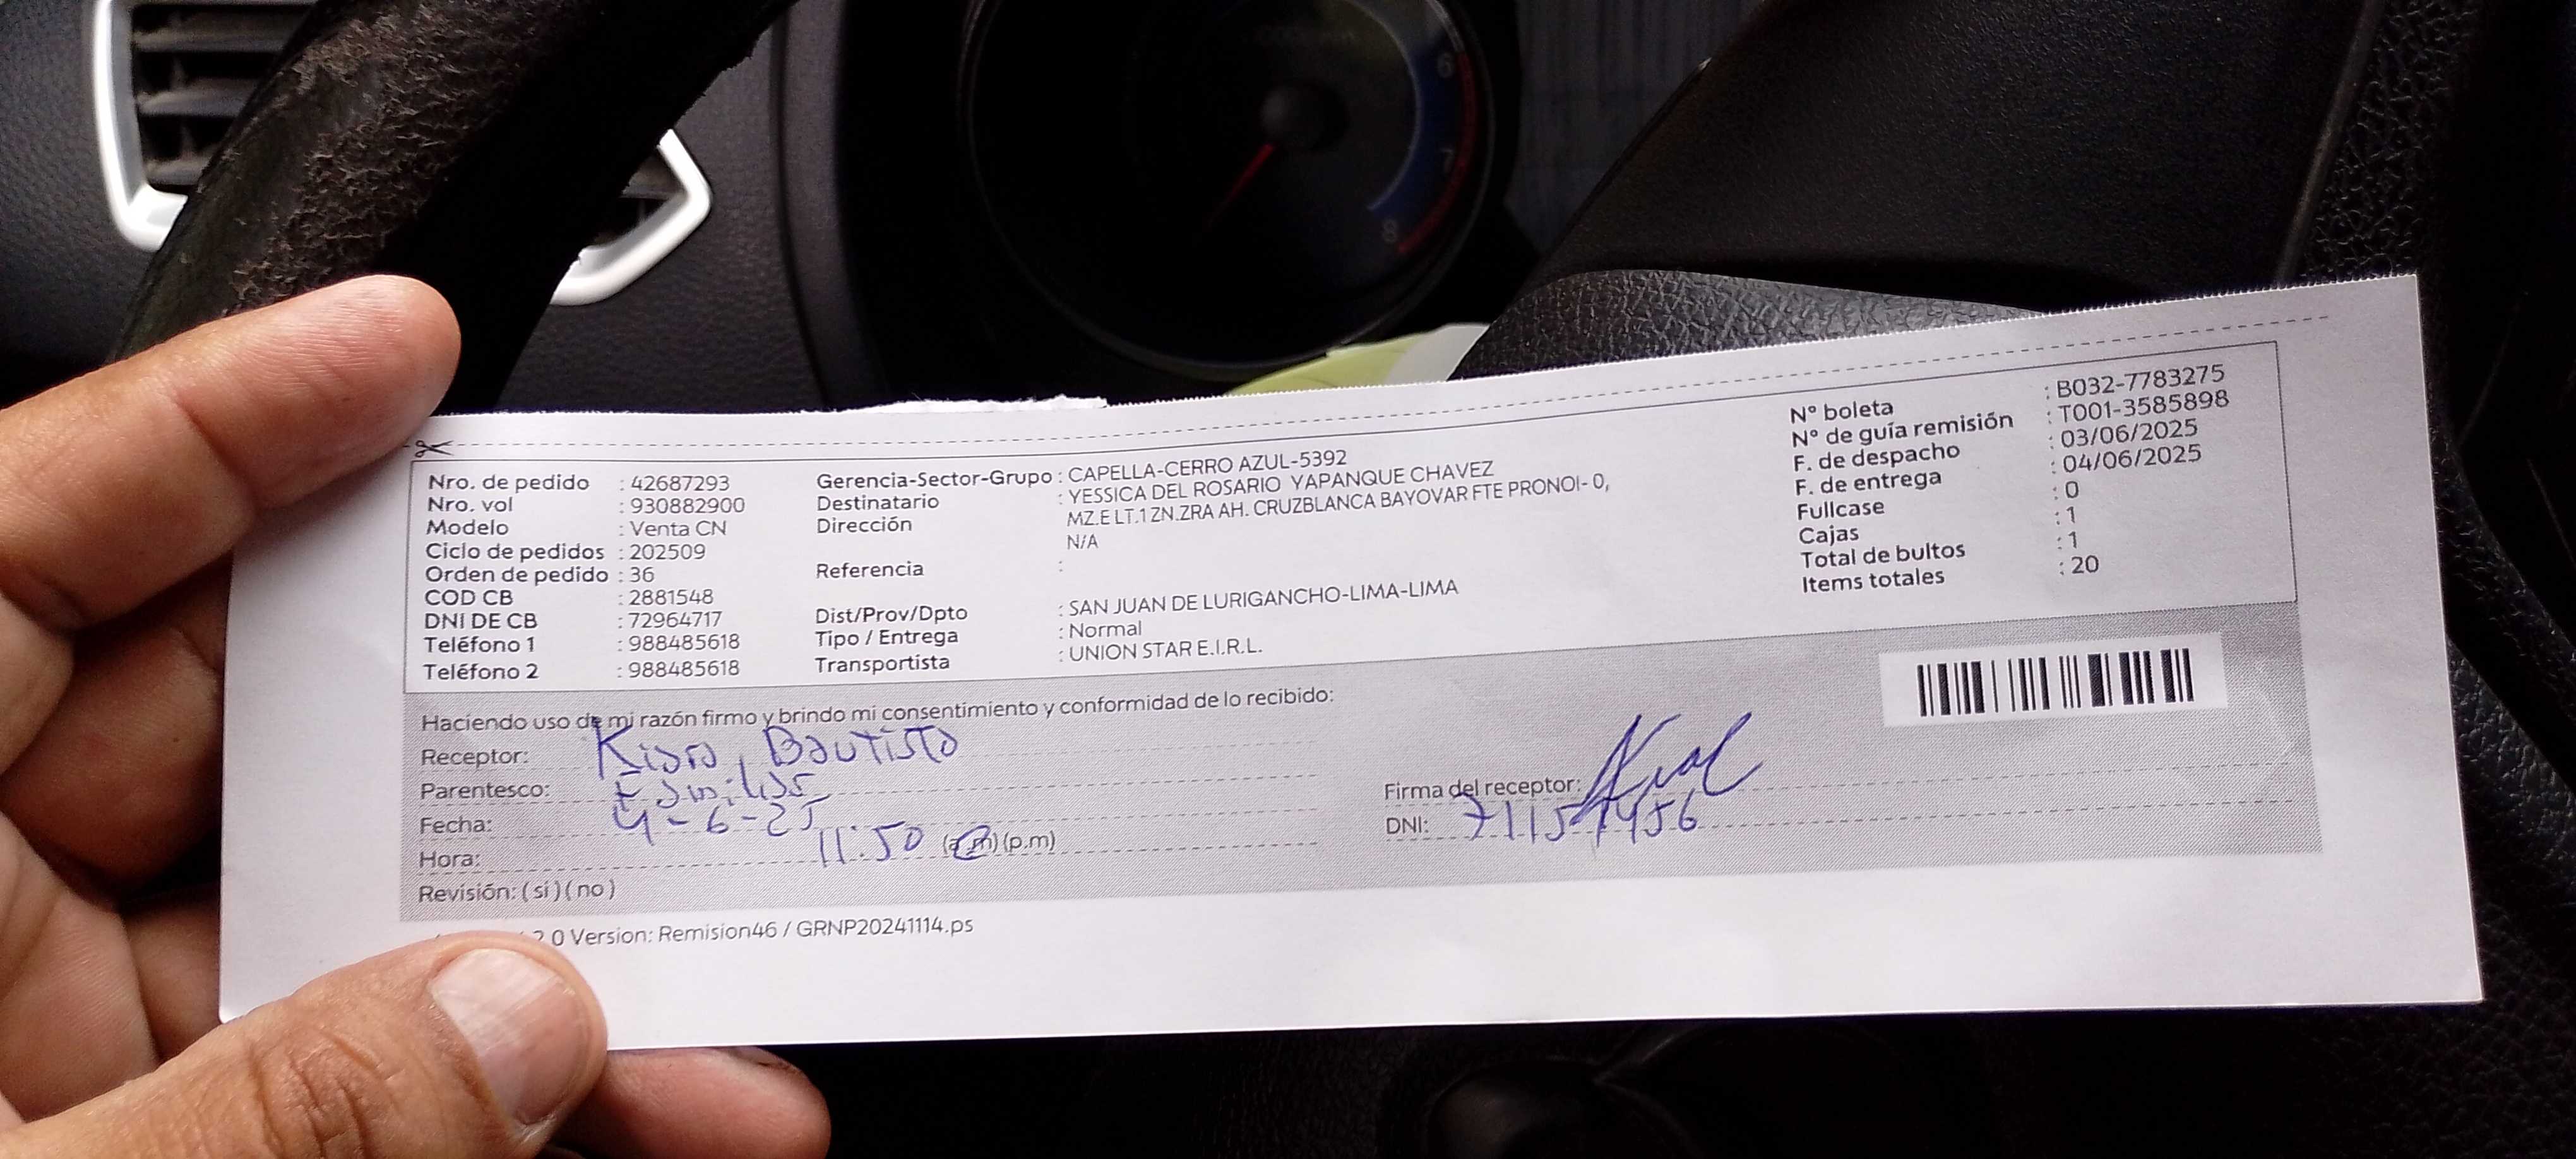 Nro. de pedido : 42687293
Nro. vol : 930882900
Modelo : Venta CN
Ciclo de pedidos : 202509
Orden de pedido : 36
COD CB : 2881548
DNI DE CB : 72964717
Teléfono 1 : 988485618
Teléfono 2 : 988485618
Gerencia-Sector-Grupo : CAPELLA-CERRO AZUL-5392
Destinatario : YESSICA DEL ROSARIO YAPANQUE CHAVEZ
Dirección : MZ.E LT.1 ZN.ZRA AH. CRUZBLANCA BAYOVAR FTE PRONOI- 0,
N/A
Referencia :
Dist/Prov/Dpto : SAN JUAN DE LURIGANCHO-LIMA-LIMA
Tipo / Entrega : Normal
Transportista : UNION STAR E.I.R.L.
N° boleta : B032-7783275
N° de guía remisión : T001-3585898
F. de despacho : 03/06/2025
F. de entrega : 04/06/2025
Fullcase : 0
Cajas : 1
Total de bultos : 1
Items totales : 20
Haciendo uso de mi razón firmo y brindo mi consentimiento y conformidad de lo recibido:
Receptor: Kiara, Bautista
Parentesco:
Fecha: 4-6-25
Hora: 11:50 (a.m) (p.m)
Revisión: ( si ) ( no )
Firma del receptor:
DNI:
2.0 Version: Remision46 / GRNP20241114.ps
6
7
8